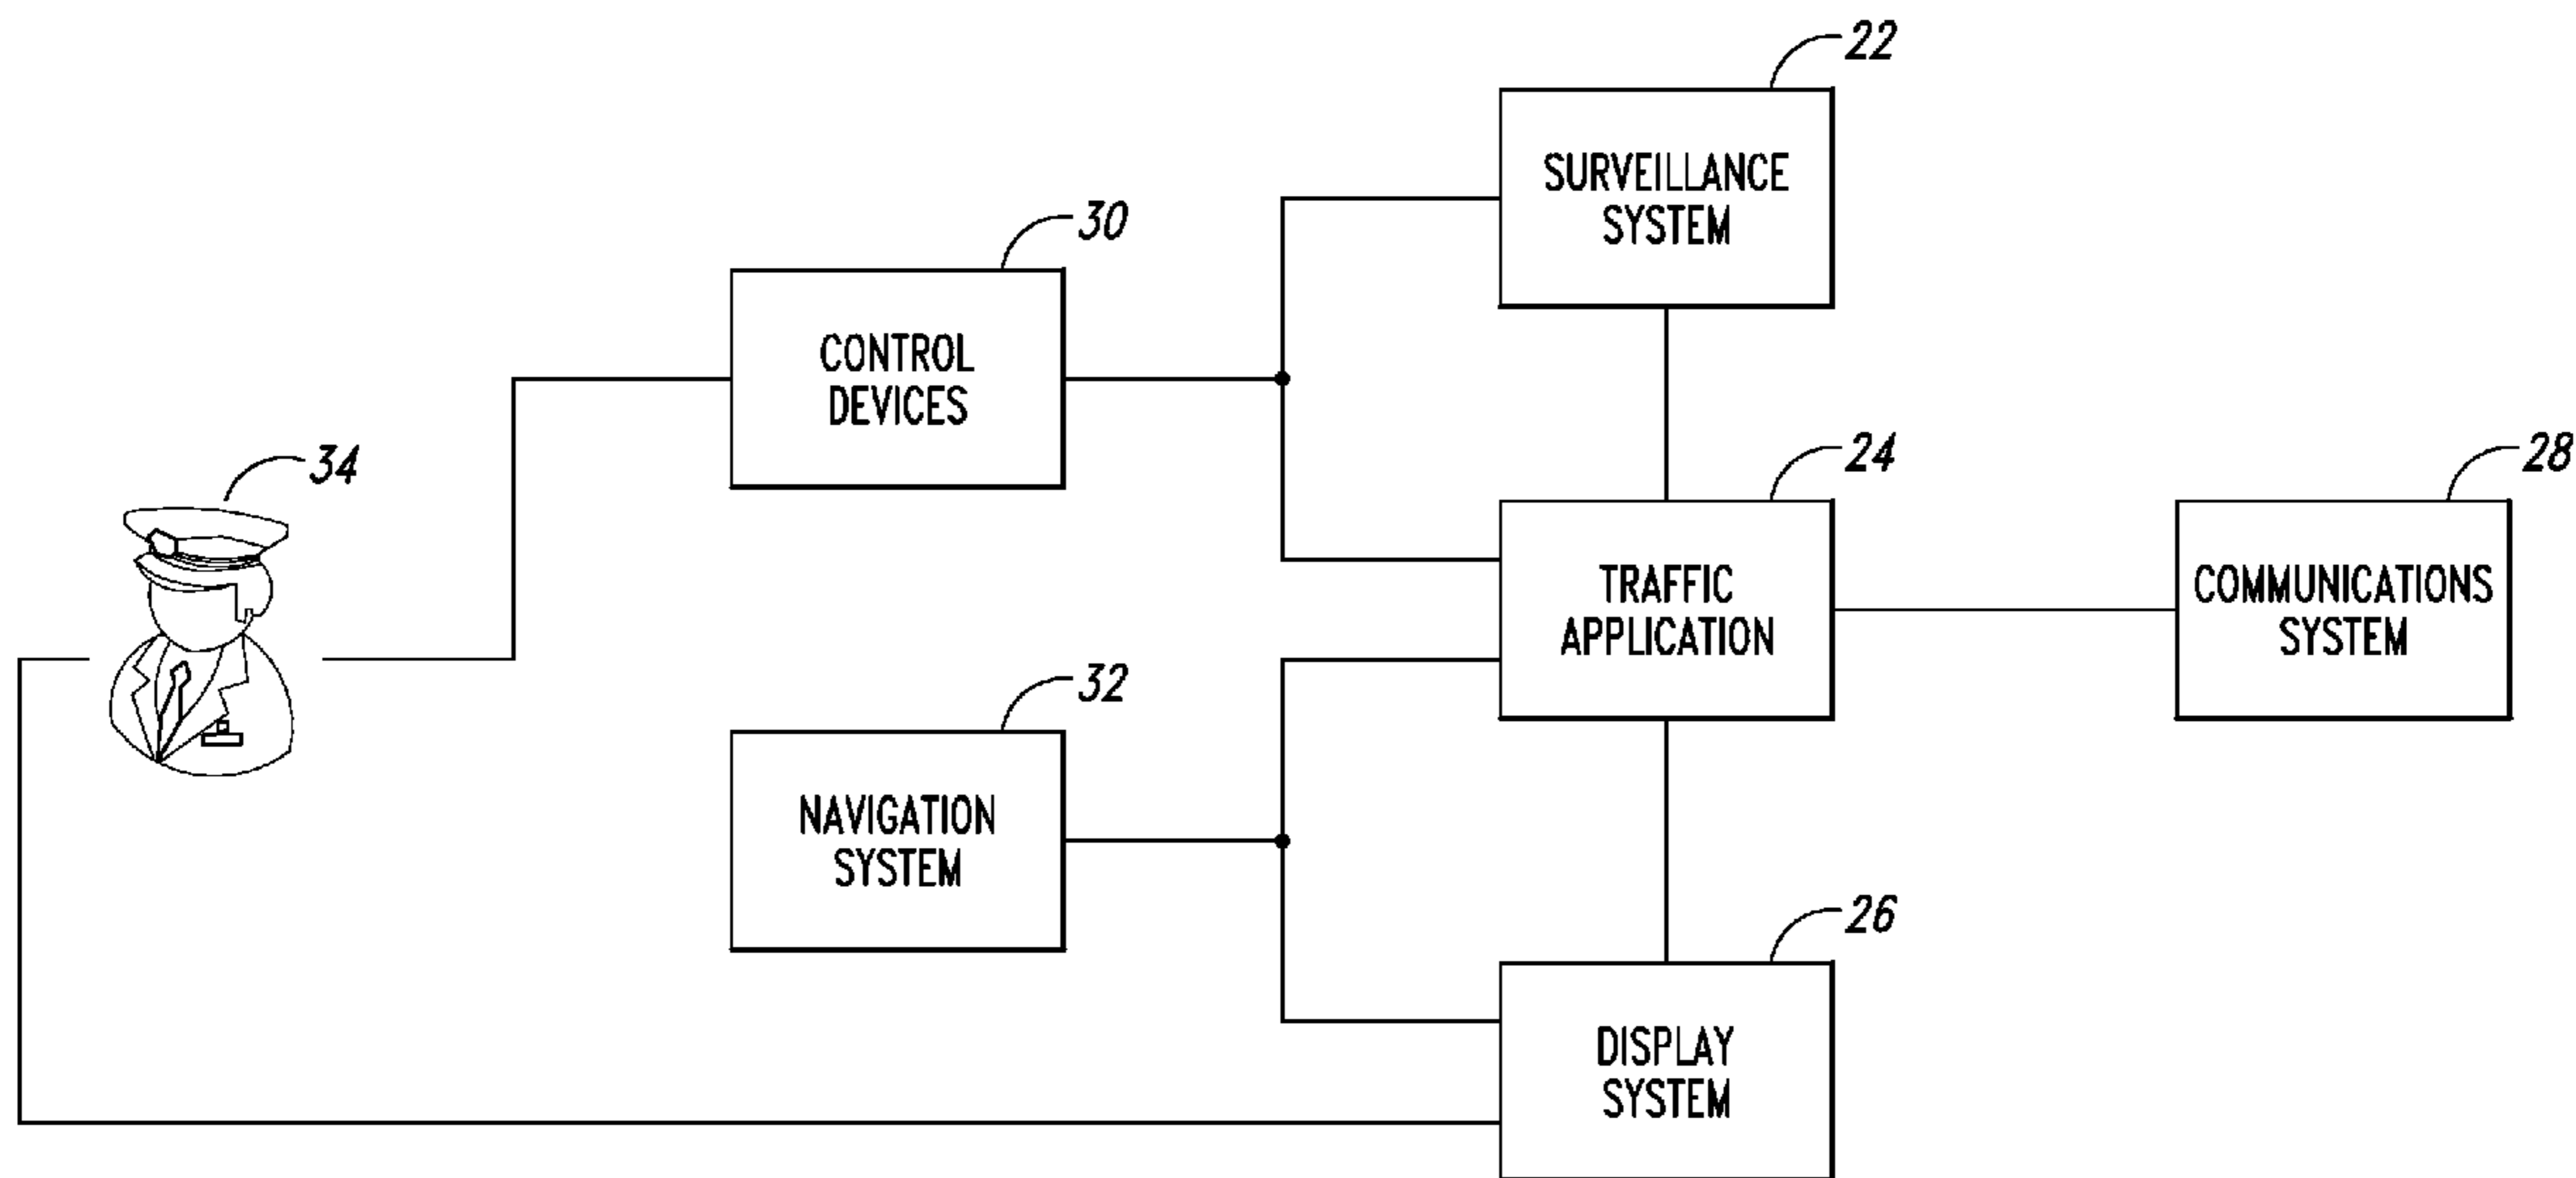 22
SURVEILLANCE
SYSTEM
30
CONTROL
DEVICES
34
24
TRAFFIC
APPLICATION
28
COMMUNICATIONS
SYSTEM
32
NAVIGATION
SYSTEM
26
DISPLAY
SYSTEM